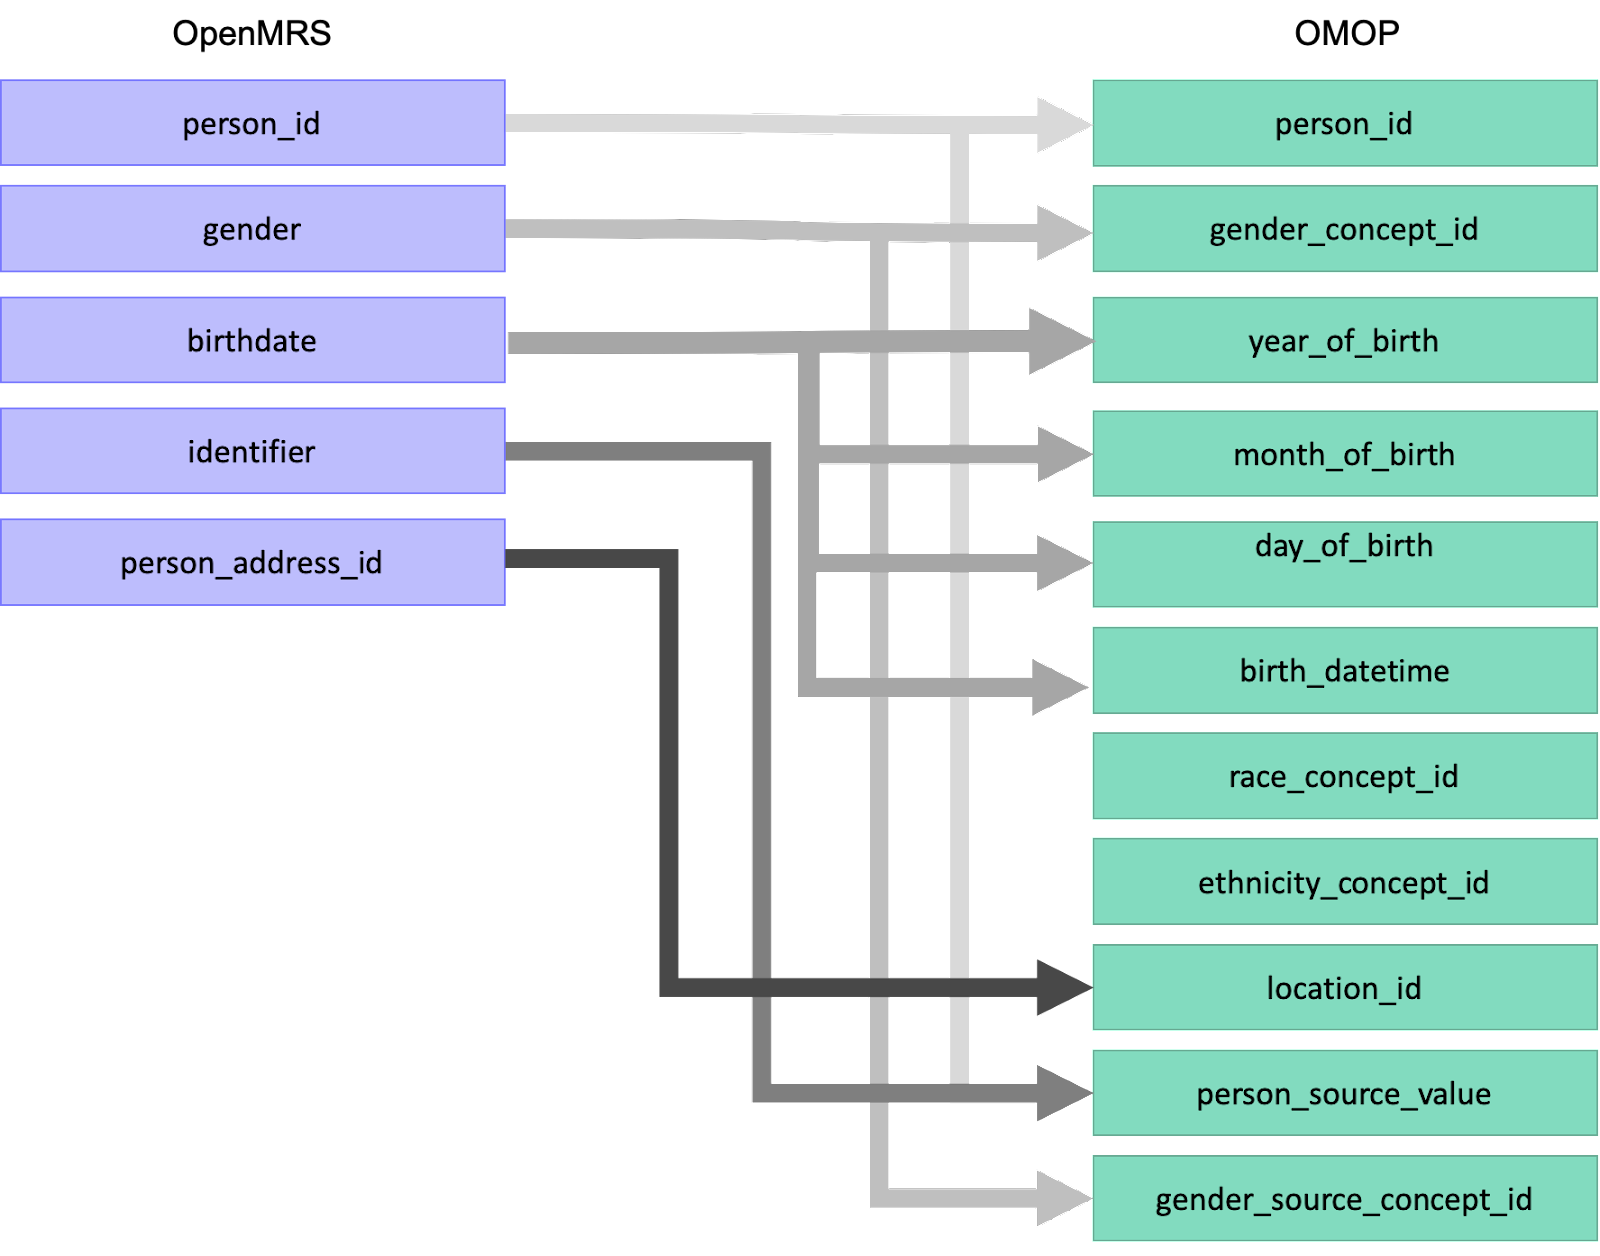 OpenMRS
OMOP
person_id
person_id
gender
gender_concept_id
birthdate
year_of_birth
identifier
month_of_birth
person_address_id
day_of_birth
birth_datetime
race_concept_id
ethnicity_concept_id
location_id
person_source_value
gender_source_concept_id